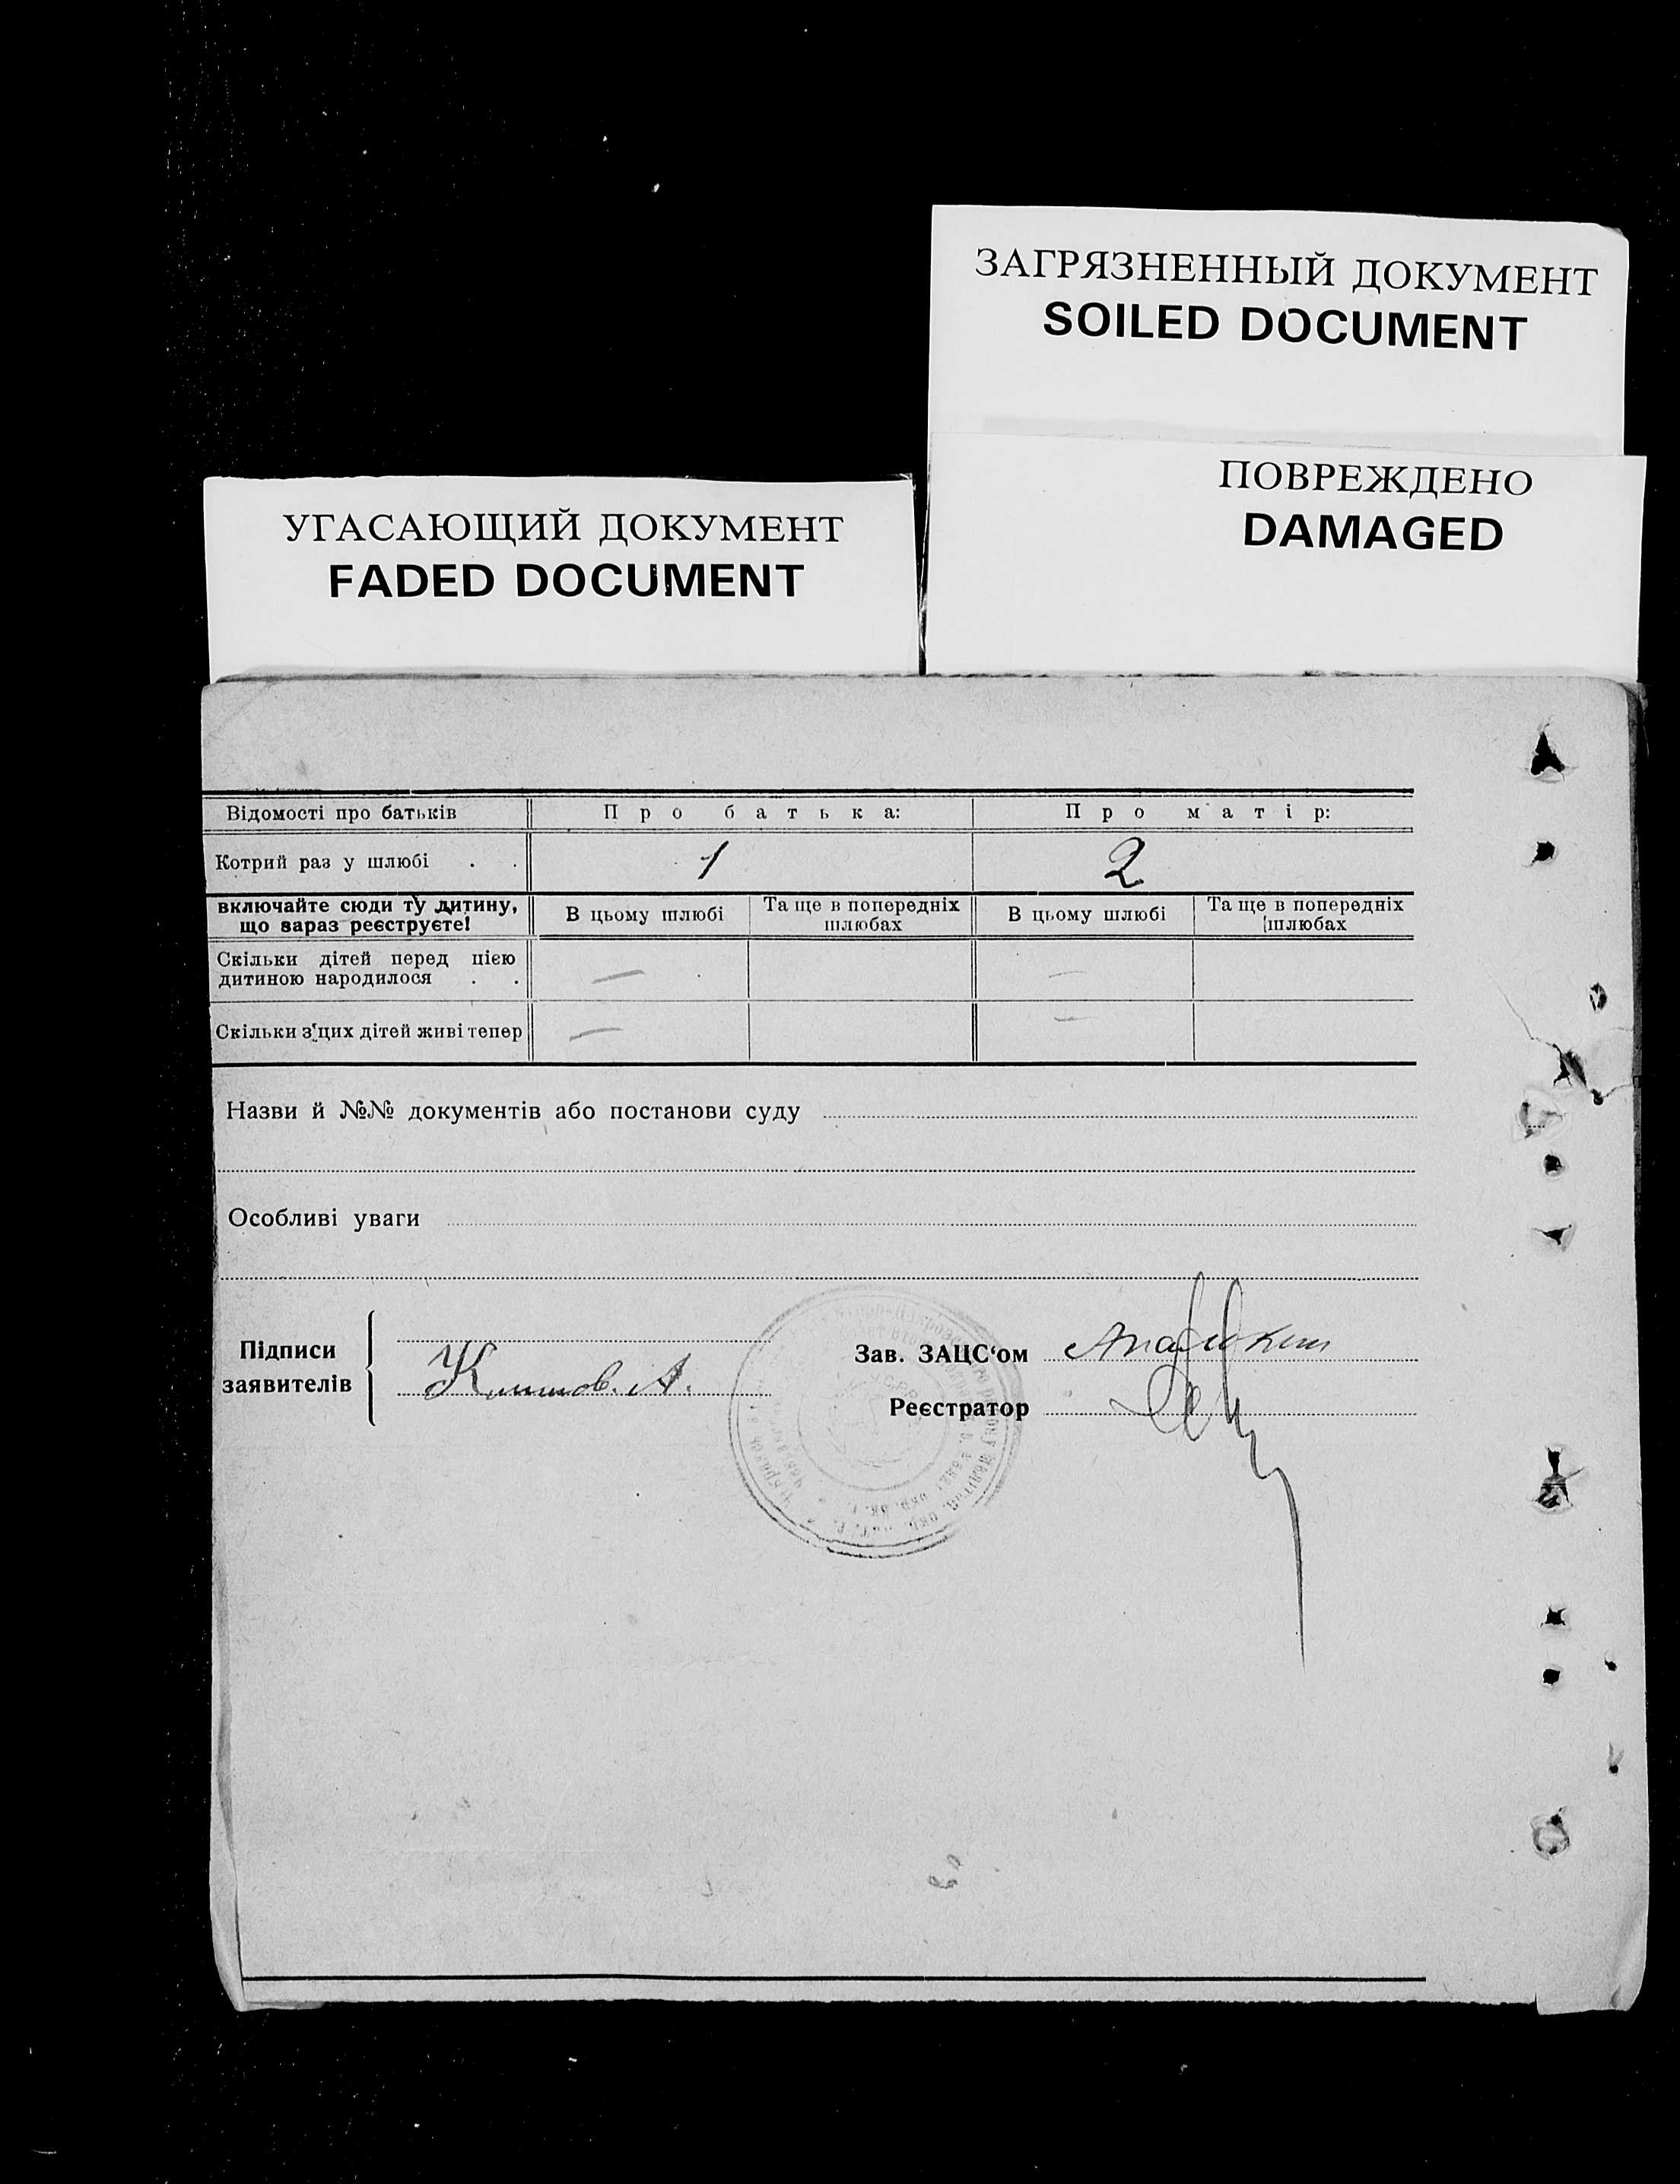 ЗАГРЯЗНЕННЫЙ ДОКУМЕНТ
SOILED DOCUMENT
ПОВРЕЖДЕНО
DAMAGED
УГАСАЮЩИЙ ДОКУМЕНТ
FADED DOCUMENT
Відомості про батьків Про батька: Про матір:
Котрий раз у шлюбі . . 1 2
включайте сюди ту дитину, що зараз реєструєте! В цьому шлюбі Та ще в попередніх шлюбах В цьому шлюбі Та ще в попередніх шлюбах
Скільки дітей перед цією — —
дитиною народилося . .
Скільки з цих дітей живі тепер — —
Назви й №№ документів або постанови суду
Особливі уваги
Підписи
заявителів
А.
Зав. ЗАЦС'ом
Реєстратор